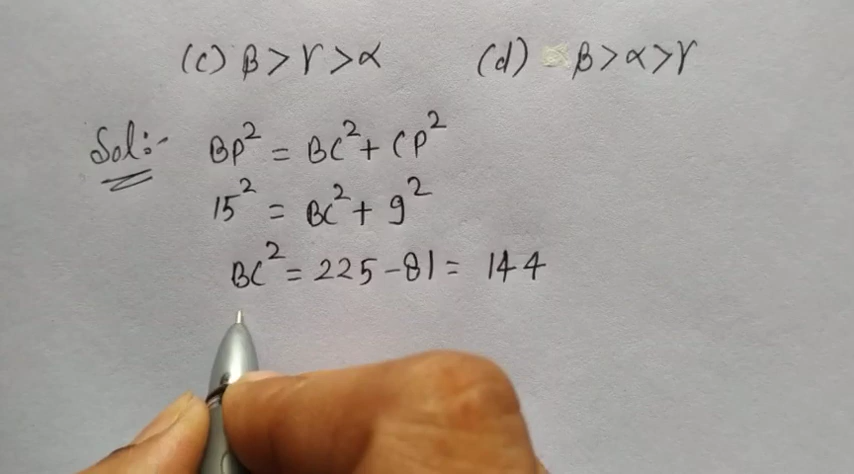 (c) β > γ > α (d) β > α > γ
Sol:- BP² = BC² + CP²
15² = BC² + 9²
BC² = 225 - 81 = 144